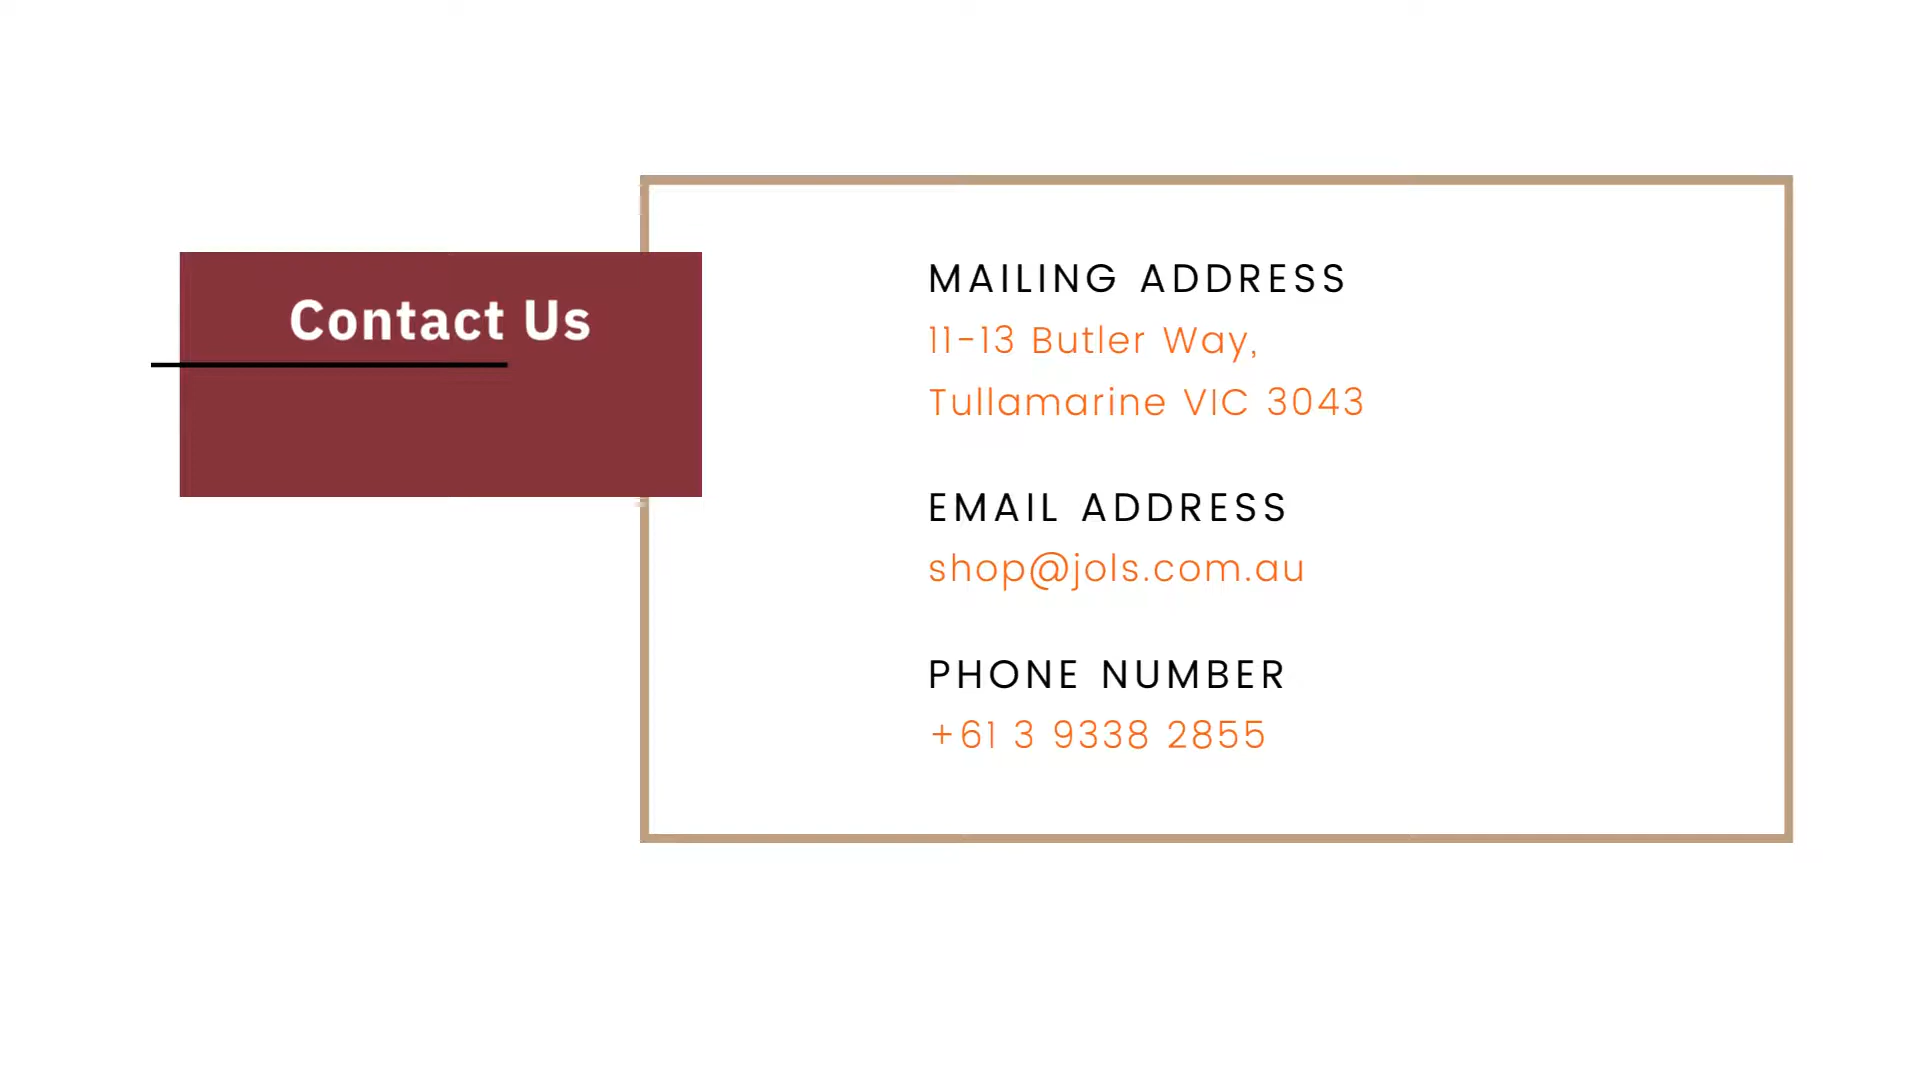 Contact Us
MAILING ADDRESS
11-13 Butler Way,
Tullamarine VIC 3043
EMAIL ADDRESS
shop@jols.com.au
PHONE NUMBER
+61 3 9338 2855